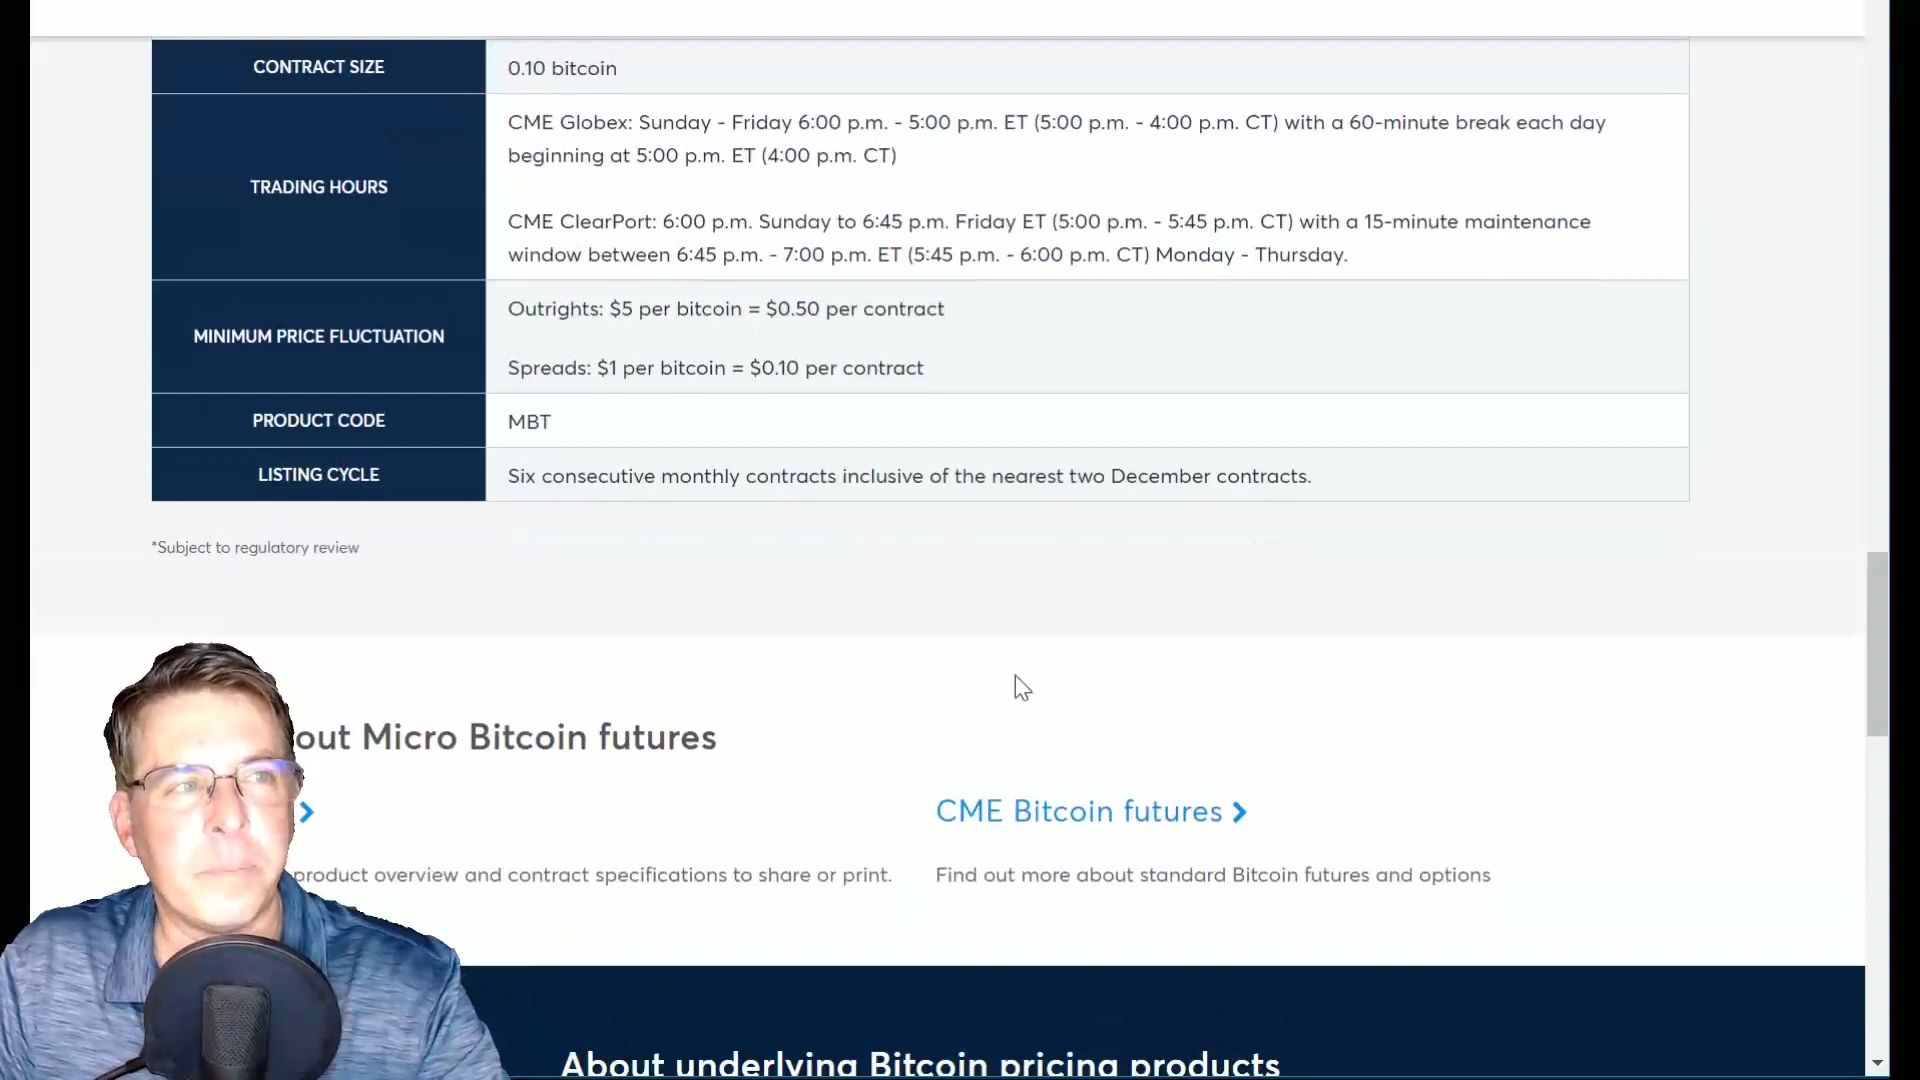 CONTRACT SIZE
0.10 bitcoin
TRADING HOURS
CME Globex: Sunday - Friday 6:00 p.m. - 5:00 p.m. ET (5:00 p.m. - 4:00 p.m. CT) with a 60-minute break each day
beginning at 5:00 p.m. ET (4:00 p.m. CT)
CME ClearPort: 6:00 p.m. Sunday to 6:45 p.m. Friday ET (5:00 p.m. - 5:45 p.m. CT) with a 15-minute maintenance
window between 6:45 p.m. - 7:00 p.m. ET (5:45 p.m. - 6:00 p.m. CT) Monday - Thursday.
MINIMUM PRICE FLUCTUATION
Outrights: $5 per bitcoin = $0.50 per contract
Spreads: $1 per bitcoin = $0.10 per contract
PRODUCT CODE
MBT
LISTING CYCLE
Six consecutive monthly contracts inclusive of the nearest two December contracts.
*Subject to regulatory review
out Micro Bitcoin futures
CME Bitcoin futures
product overview and contract specifications to share or print.
Find out more about standard Bitcoin futures and options
About underlying Bitcoin pricing products